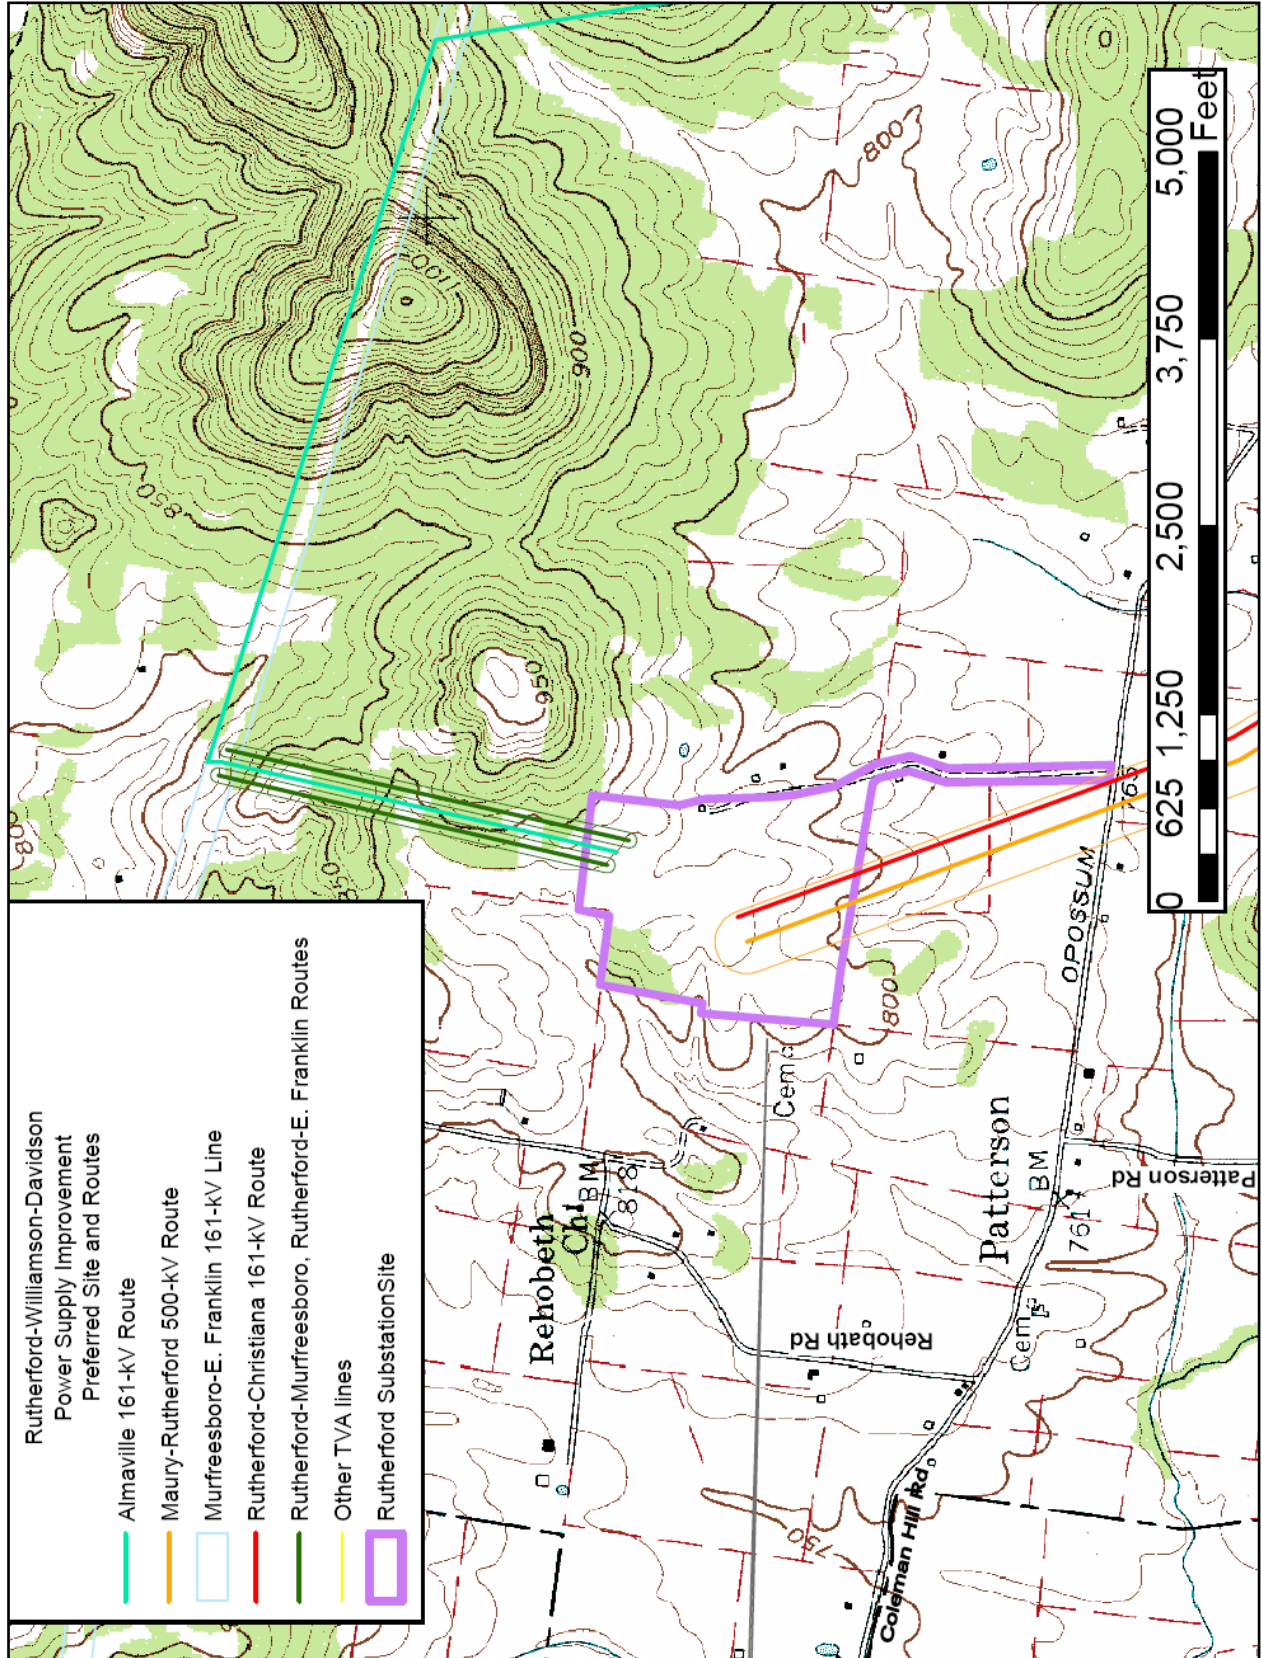 Rutherford-Williamson-Davidson
Power Supply Improvement
Preferred Site and Routes
Almaville 161-kV Route
Maury-Rutherford 500-kV Route
Murfreesboro-E. Franklin 161-kV Line
Rutherford-Christiana 161-kV Route
Rutherford-Murfreesboro, Rutherford-E. Franklin Routes
Other TVA lines
Rutherford SubstationSite
800
850
900
950
800
Rehobeth
Ch
BM
818
Cem
800
Rehobath Rd
Patterson
BM
761
Cem
OPOSSUM
Patterson Rd
750
Coleman Hill Rd
0 625 1,250 2,500 3,750 5,000
Feet